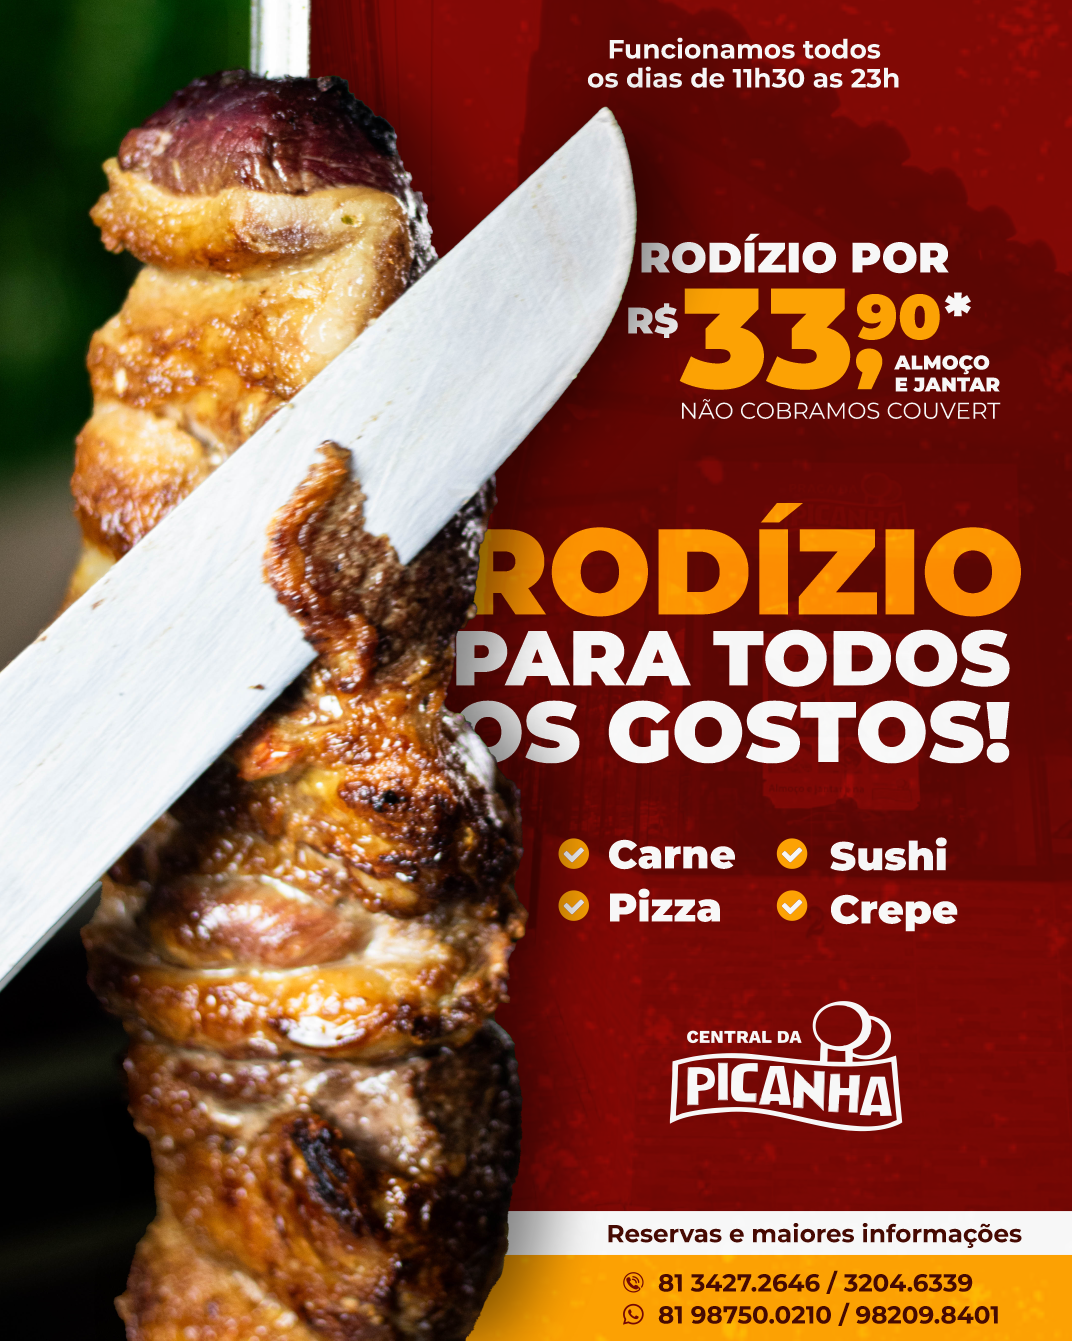 Funcionamos todos
os dias de 11h30 as 23h
RODÍZIO POR
R$33,90*
ALMOÇO
E JANTAR
NÃO COBRAMOS COUVERT
RODÍZIO
PARA TODOS
OS GOSTOS!
Carne
Sushi
Pizza
Crepe
CENTRAL DA
PICANHA
Reservas e maiores informações
81 3427.2646 / 3204.6339
81 98750.0210 / 98209.8401